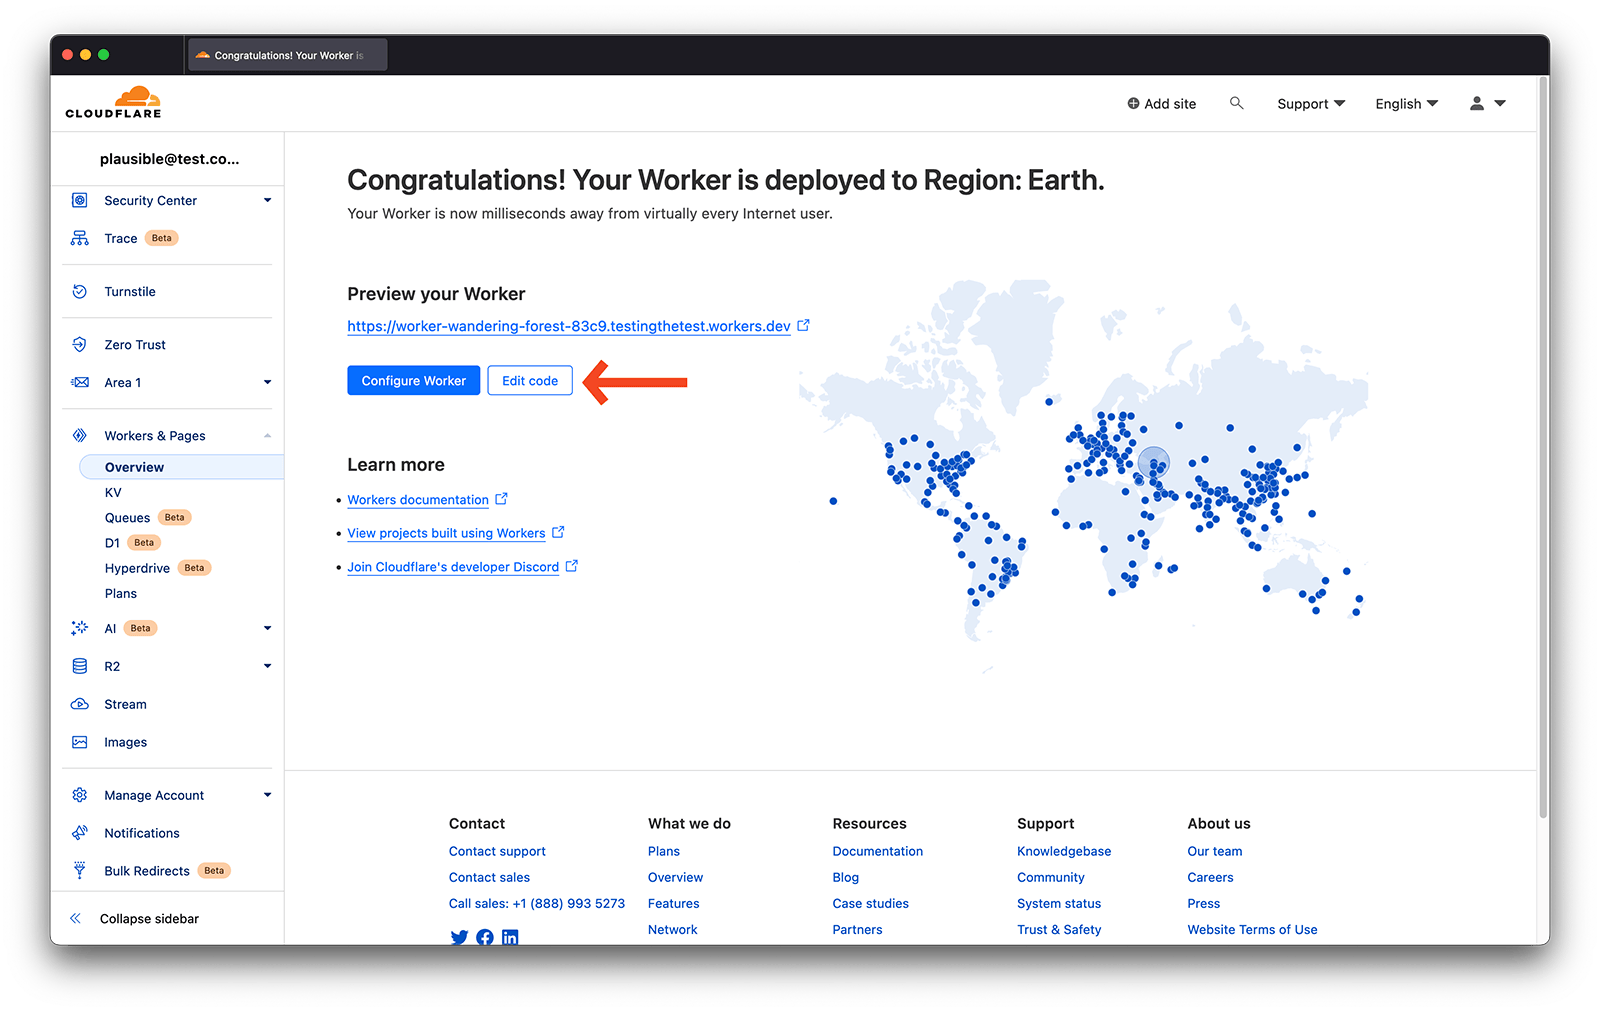 Congratulations! Your Worker is
CLOUDFLARE
Add site
Support
English
plausible@test.co...
Security Center
Trace Beta
Turnstile
Zero Trust
Area 1
Workers & Pages
Overview
KV
Queues Beta
D1 Beta
Hyperdrive Beta
Plans
AI Beta
R2
Stream
Images
Manage Account
Notifications
Bulk Redirects Beta
Collapse sidebar
Congratulations! Your Worker is deployed to Region: Earth.
Your Worker is now milliseconds away from virtually every Internet user.
Preview your Worker
https://worker-wandering-forest-83c9.testingthetest.workers.dev
Configure Worker
Edit code
Learn more
Workers documentation
View projects built using Workers
Join Cloudflare's developer Discord
Contact
Contact support
Contact sales
Call sales: +1 (888) 993 5273
What we do
Plans
Overview
Features
Network
Resources
Documentation
Blog
Case studies
Partners
Support
Knowledgebase
Community
System status
Trust & Safety
About us
Our team
Careers
Press
Website Terms of Use